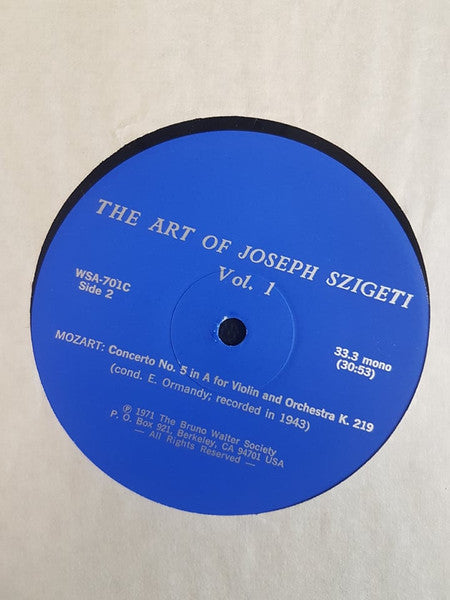 THE ART OF JOSEPH SZIGETI
Vol. 1
WSA-701C
Side 2
33.3 mono
(30:53)
MOZART: Concerto No. 5 in A for Violin and Orchestra K. 219
(cond. E. Ormandy; recorded in 1943)
℗ 1971 The Bruno Walter Society
P. O. Box 921, Berkeley, CA 94701 USA
— All Rights Reserved —